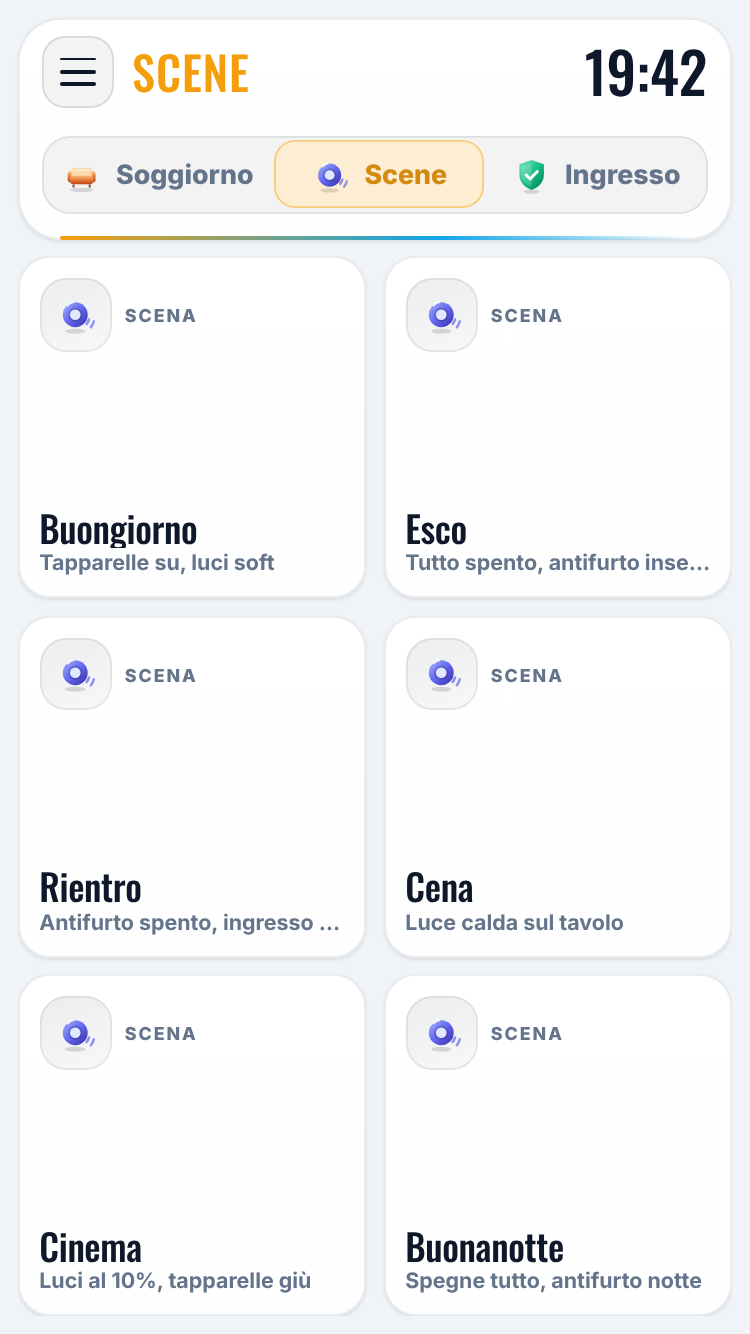 SCENE
19:42
Soggiorno
Scene
Ingresso
SCENA
SCENA
Buongiorno
Tapparelle su, luci soft
Esco
Tutto spento, antifurto inse...
SCENA
SCENA
Rientro
Antifurto spento, ingresso ...
Cena
Luce calda sul tavolo
SCENA
SCENA
Cinema
Luci al 10%, tapparelle giù
Buonanotte
Spegne tutto, antifurto notte